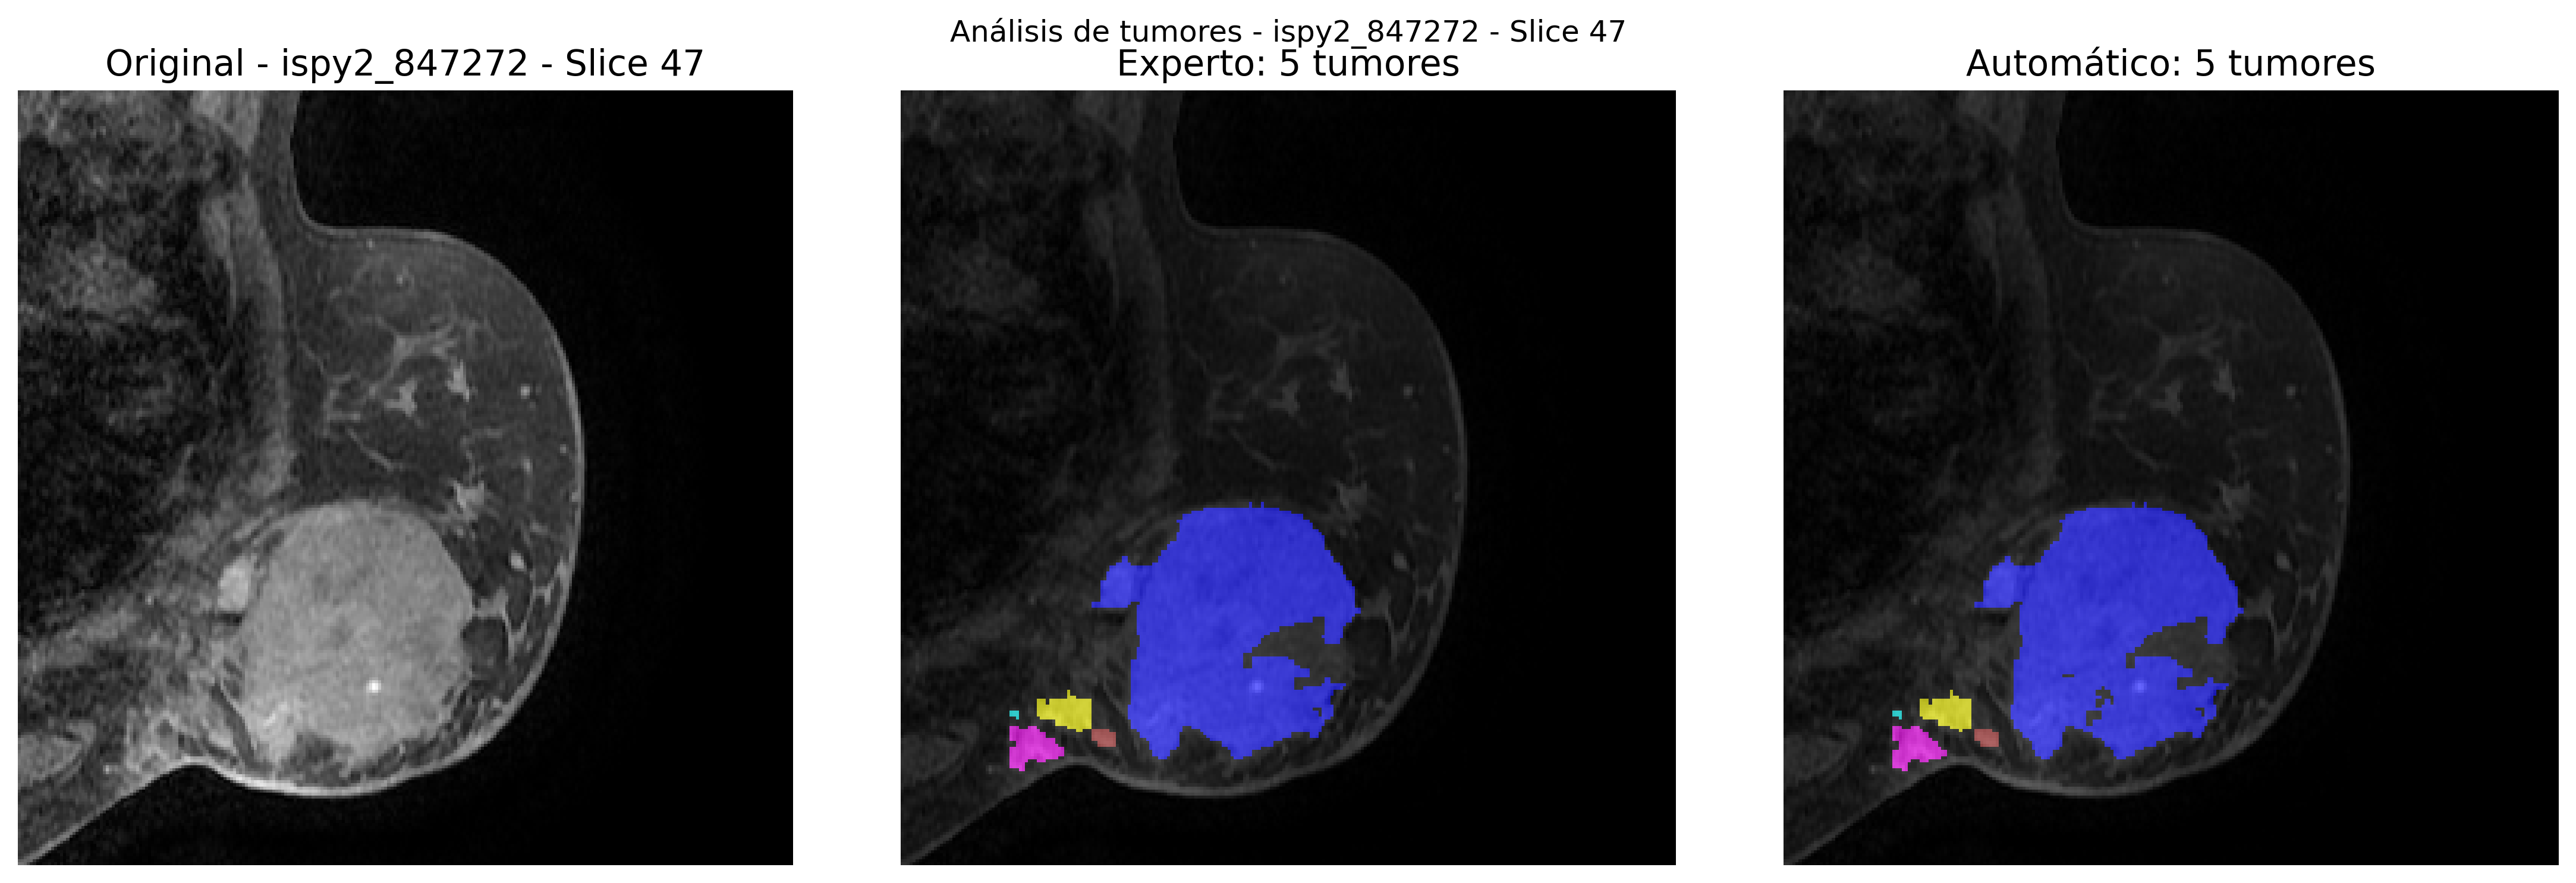 Análisis de tumores - ispy2_847272 - Slice 47
Original - ispy2_847272 - Slice 47
Experto: 5 tumores
Automático: 5 tumores